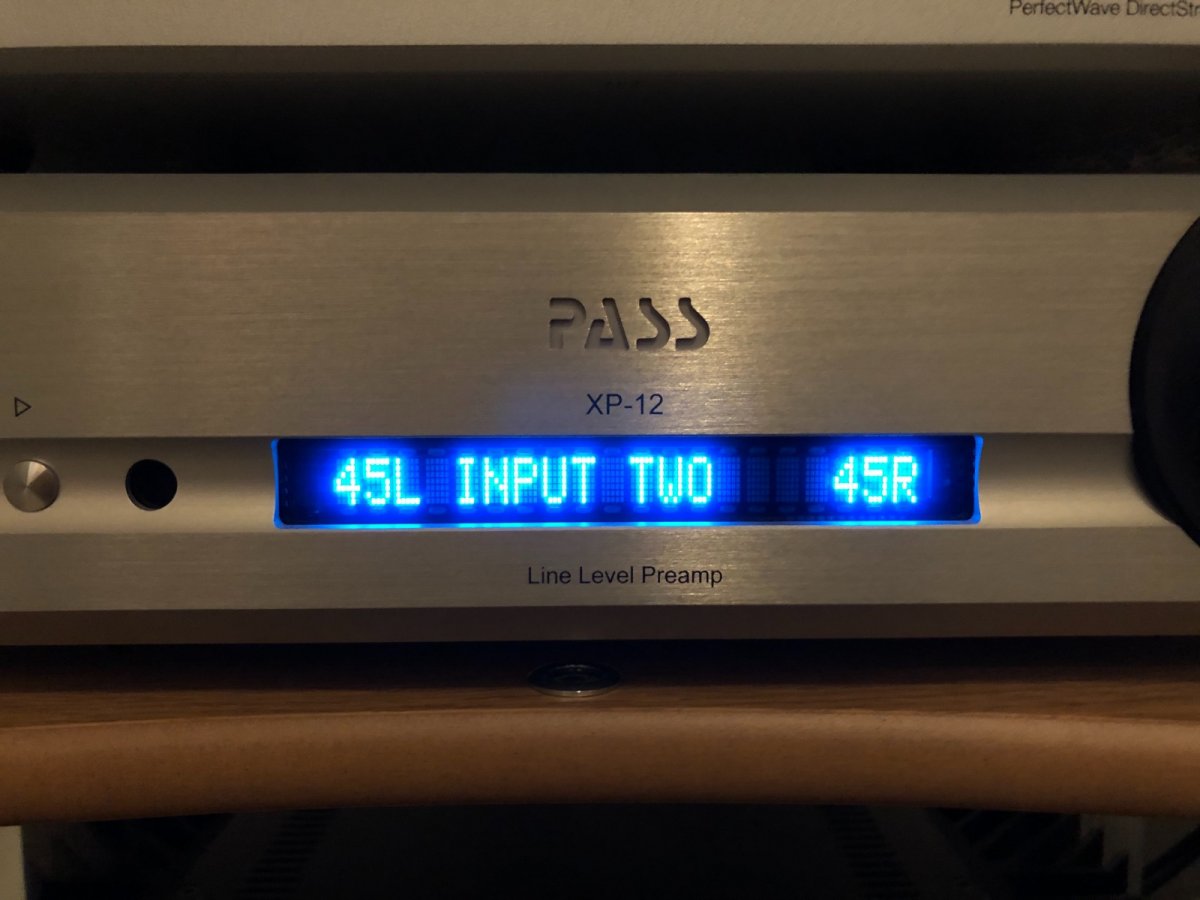 PerfectWave DirectStr
PASS
XP-12
45L INPUT TWO 45R
Line Level Preamp